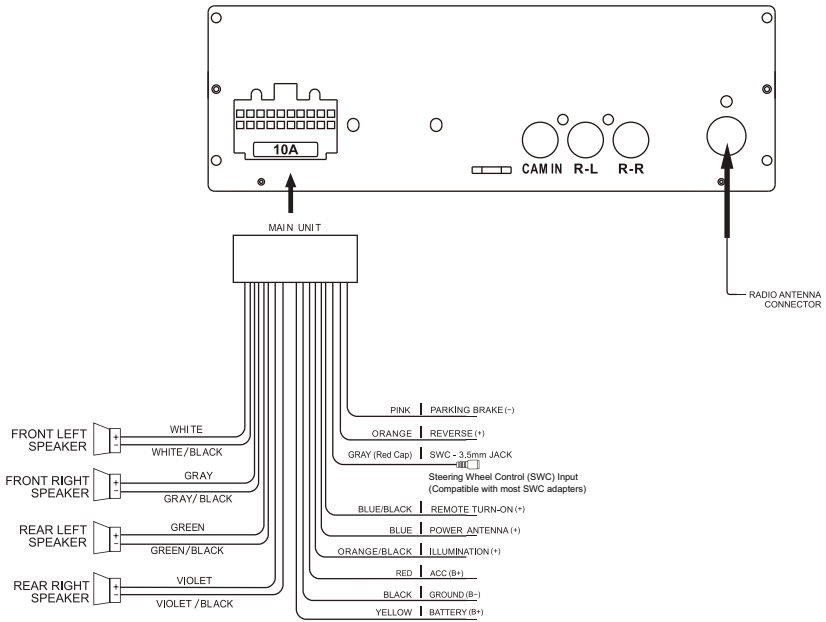 10A
CAM IN R-L R-R
MAIN UNIT
RADIO ANTENNA
CONNECTOR
FRONT LEFT
SPEAKER
+
−
WHITE
WHITE/BLACK
FRONT RIGHT
SPEAKER
+
−
GRAY
GRAY/BLACK
REAR LEFT
SPEAKER
+
−
GREEN
GREEN/BLACK
REAR RIGHT
SPEAKER
+
−
VIOLET
VIOLET /BLACK
PINK PARKING BRAKE (−)
ORANGE REVERSE (+)
GRAY (Red Cap) SWC - 3.5mm JACK
Steering Wheel Control (SWC) Input
(Compatible with most SWC adapters)
BLUE/BLACK REMOTE TURN-ON (+)
BLUE POWER ANTENNA (+)
ORANGE/BLACK ILLUMINATION (+)
RED ACC (B+)
BLACK GROUND (B−)
YELLOW BATTERY (B+)